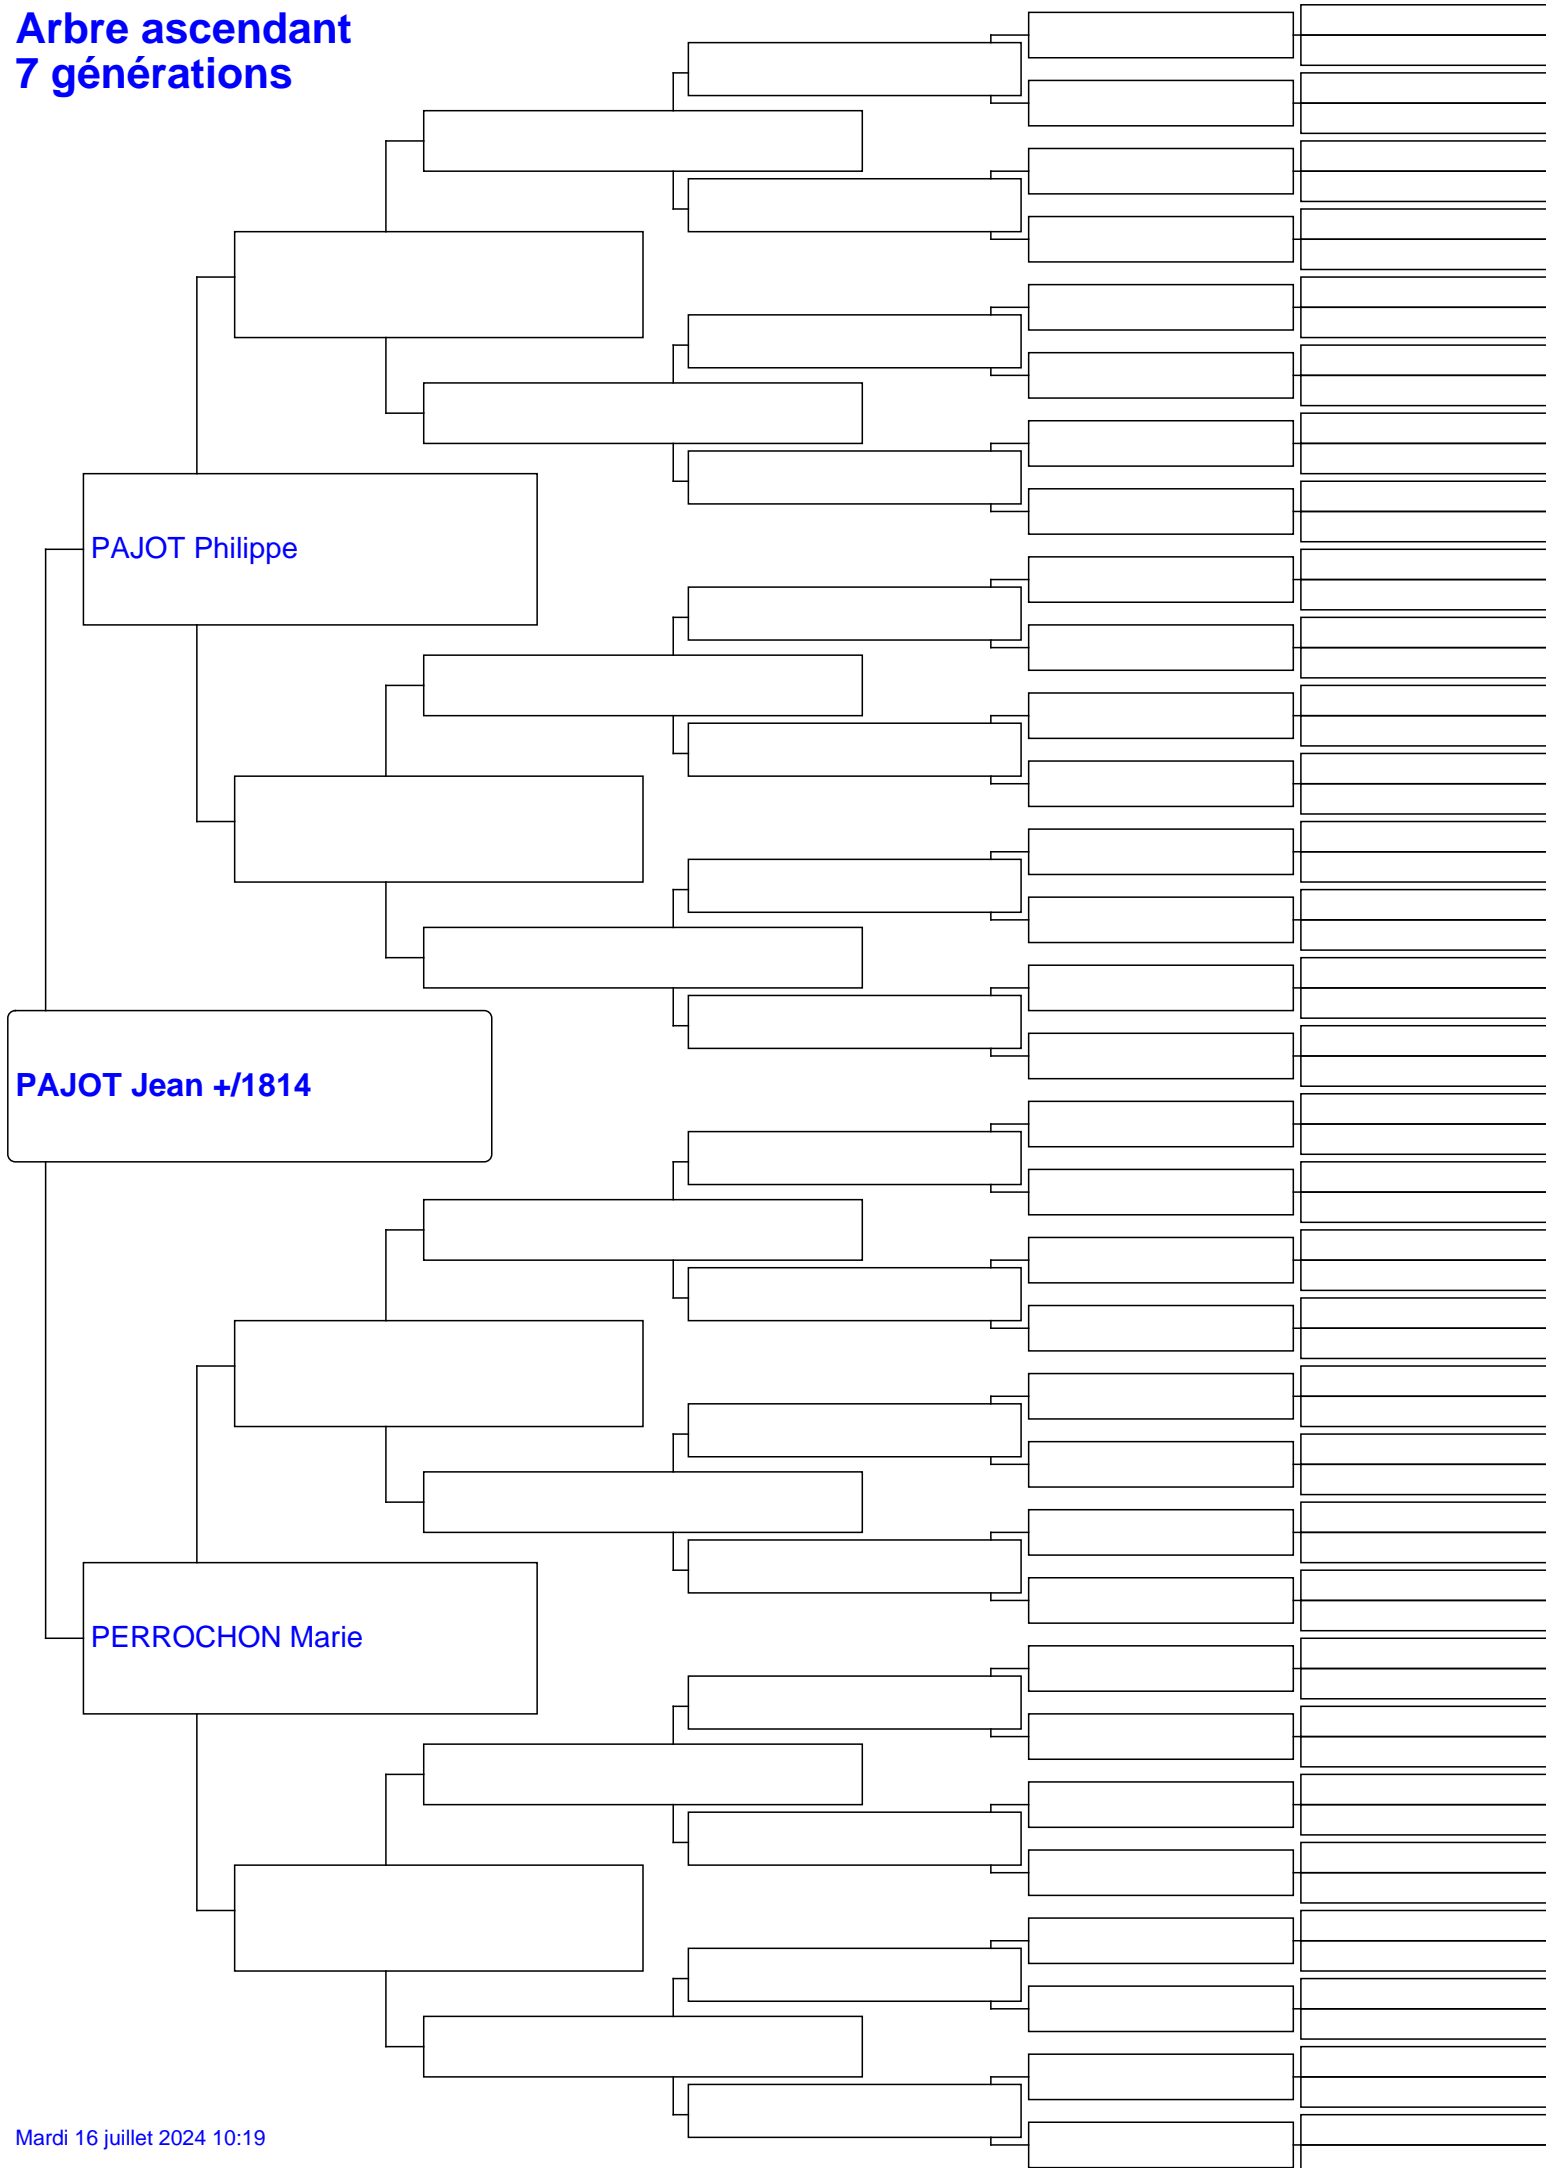 Arbre ascendant
7 générations
PAJOT Philippe
PAJOT Jean +/1814
PERROCHON Marie
Mardi 16 juillet 2024 10:19